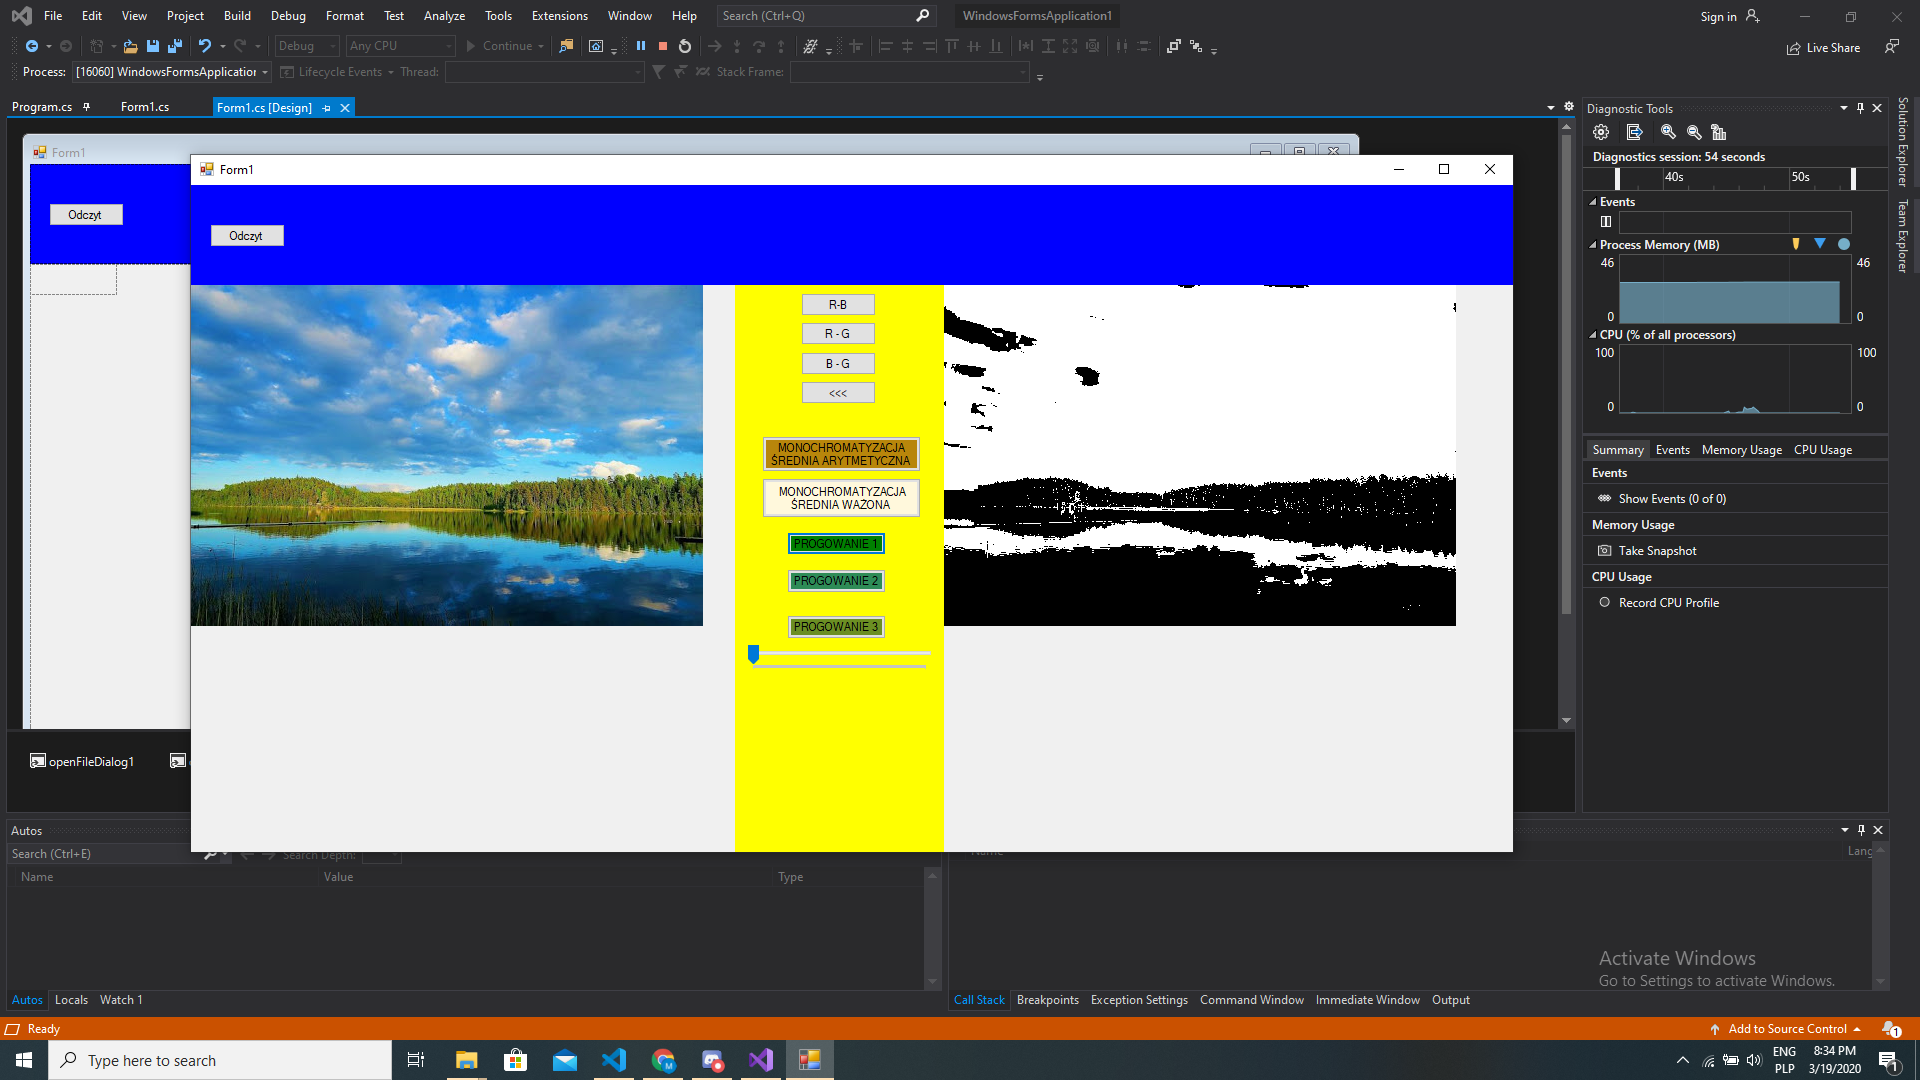 File Edit View Project Build Debug Format Test Analyze Tools Extensions Window Help Search (Ctrl+Q) WindowsFormsApplication1 Sign in
Debug Any CPU Continue Live Share
Process: [16060] WindowsFormsApplication Lifecycle Events Thread: Stack Frame:
Program.cs Form1.cs Form1.cs [Design]
Diagnostic Tools
Solution Explorer
Team Explorer
Form1
Form1
Odczyt
Odczyt
R-B
R - G
B - G
<<<
MONOCHROMATYZACJA
ŚREDNIA ARYTMETYCZNA
MONOCHROMATYZACJA
ŚREDNIA WAŻONA
PROGOWANIE 1
PROGOWANIE 2
PROGOWANIE 3
Diagnostics session: 54 seconds
40s 50s
Events
Process Memory (MB)
46 46
0 0
CPU (% of all processors)
100 100
0 0
Summary Events Memory Usage CPU Usage
Events
Show Events (0 of 0)
Memory Usage
Take Snapshot
CPU Usage
Record CPU Profile
openFileDialog1
Autos
Search (Ctrl+E) Search Depth:
Name Value Type
Name Lang
Autos Locals Watch 1
Call Stack Breakpoints Exception Settings Command Window Immediate Window Output
Activate Windows
Go to Settings to activate Windows.
Ready Add to Source Control 1
Type here to search
M
ENG
PLP
8:34 PM
3/19/2020
1